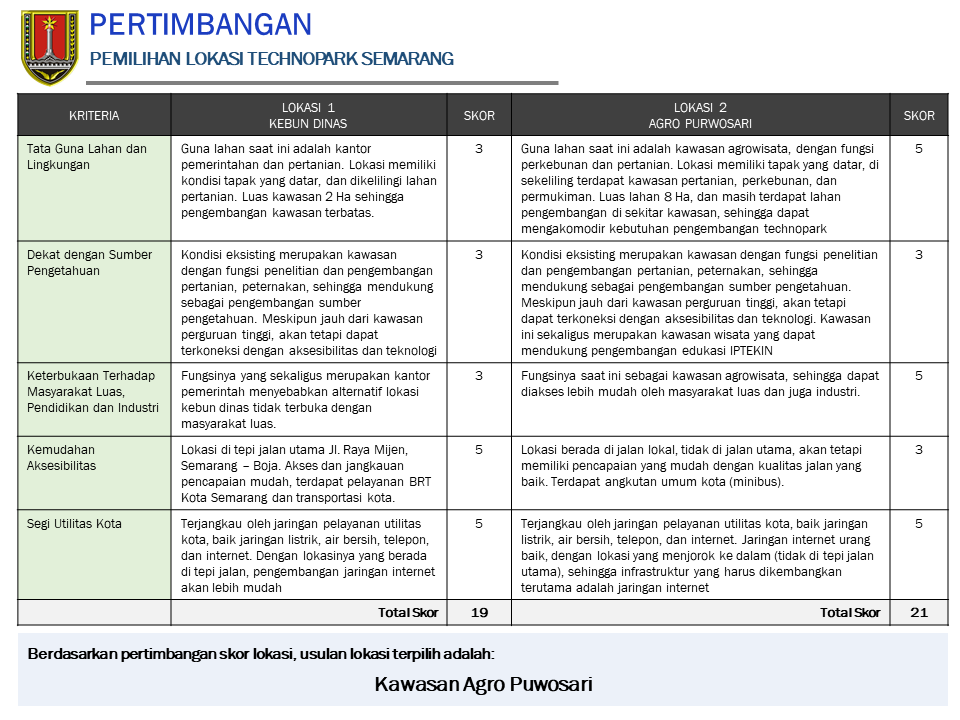 PERTIMBANGAN
PEMILIHAN LOKASI TECHNOPARK SEMARANG
KRITERIA
LOKASI 1
KEBUN DINAS
SKOR
LOKASI 2
AGRO PURWOSARI
SKOR
Tata Guna Lahan dan
Lingkungan
Guna lahan saat ini adalah kantor
pemerintahan dan pertanian. Lokasi memiliki
kondisi tapak yang datar, dan dikelilingi lahan
pertanian. Luas kawasan 2 Ha sehingga
pengembangan kawasan terbatas.
3
Guna lahan saat ini adalah kawasan agrowisata, dengan fungsi
perkebunan dan pertanian. Lokasi memiliki tapak yang datar, di
sekeliling terdapat kawasan pertanian, perkebunan, dan
permukiman. Luas lahan 8 Ha, dan masih terdapat lahan
pengembangan di sekitar kawasan, sehingga dapat
mengakomodir kebutuhan pengembangan technopark
5
Dekat dengan Sumber
Pengetahuan
Kondisi eksisting merupakan kawasan
dengan fungsi penelitian dan pengembangan
pertanian, peternakan, sehingga mendukung
sebagai pengembangan sumber
pengetahuan. Meskipun jauh dari kawasan
perguruan tinggi, akan tetapi dapat
terkoneksi dengan aksesibilitas dan teknologi
3
Kondisi eksisting merupakan kawasan dengan fungsi penelitian
dan pengembangan pertanian, peternakan, sehingga
mendukung sebagai pengembangan sumber pengetahuan.
Meskipun jauh dari kawasan perguruan tinggi, akan tetapi
dapat terkoneksi dengan aksesibilitas dan teknologi. Kawasan
ini sekaligus merupakan kawasan wisata yang dapat
mendukung pengembangan edukasi IPTEKIN
3
Keterbukaan Terhadap
Masyarakat Luas,
Pendidikan dan Industri
Fungsinya yang sekaligus merupakan kantor
pemerintah menyebabkan alternatif lokasi
kebun dinas tidak terbuka dengan
masyarakat luas.
3
Fungsinya saat ini sebagai kawasan agrowisata, sehingga dapat
diakses lebih mudah oleh masyarakat luas dan juga industri.
5
Kemudahan
Aksesibilitas
Lokasi di tepi jalan utama Jl. Raya Mijen,
Semarang – Boja. Akses dan jangkauan
pencapaian mudah, terdapat pelayanan BRT
Kota Semarang dan transportasi kota.
5
Lokasi berada di jalan lokal, tidak di jalan utama, akan tetapi
memiliki pencapaian yang mudah dengan kualitas jalan yang
baik. Terdapat angkutan umum kota (minibus).
3
Segi Utilitas Kota
Terjangkau oleh jaringan pelayanan utilitas
kota, baik jaringan listrik, air bersih, telepon,
dan internet. Dengan lokasinya yang berada
di tepi jalan, pengembangan jaringan internet
akan lebih mudah
5
Terjangkau oleh jaringan pelayanan utilitas kota, baik jaringan
listrik, air bersih, telepon, dan internet. Jaringan internet urang
baik, dengan lokasi yang menjorok ke dalam (tidak di tepi jalan
utama), sehingga infrastruktur yang harus dikembangkan
terutama adalah jaringan internet
5
Total Skor
19
Total Skor
21
Berdasarkan pertimbangan skor lokasi, usulan lokasi terpilih adalah:
Kawasan Agro Puwosari